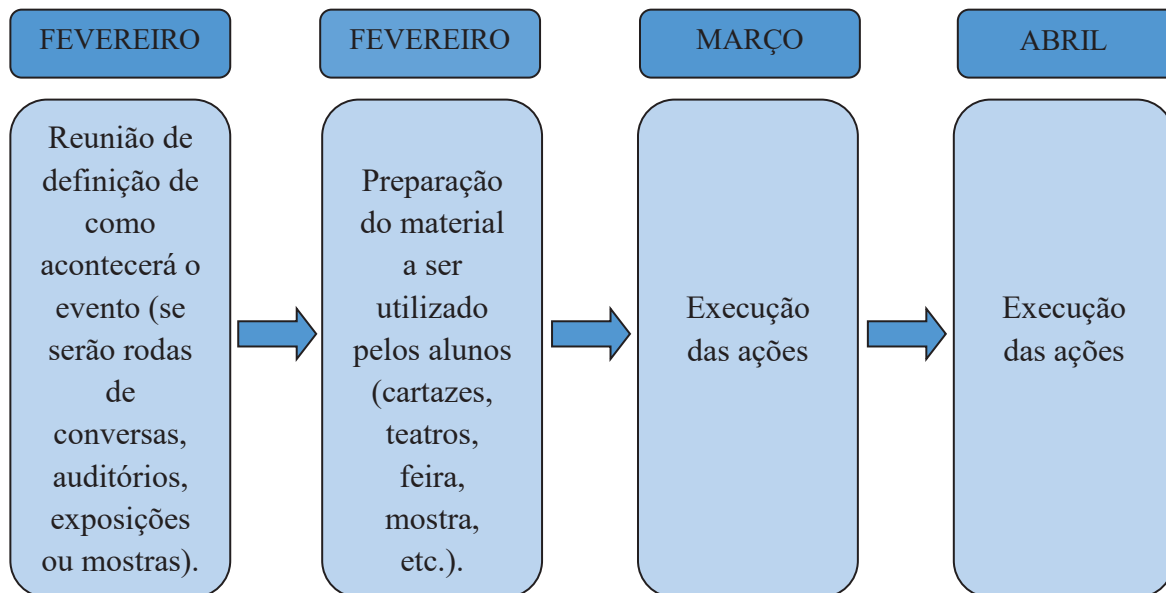 FEVEREIRO
Reunião de
definição de
como
acontecerá o
evento (se
serão rodas
de
conversas,
auditórios,
exposições
ou mostras).
FEVEREIRO
Preparação
do material
a ser
utilizado
pelos alunos
(cartazes,
teatros,
feira,
mostra,
etc.).
MARÇO
Execução
das ações
ABRIL
Execução
das ações